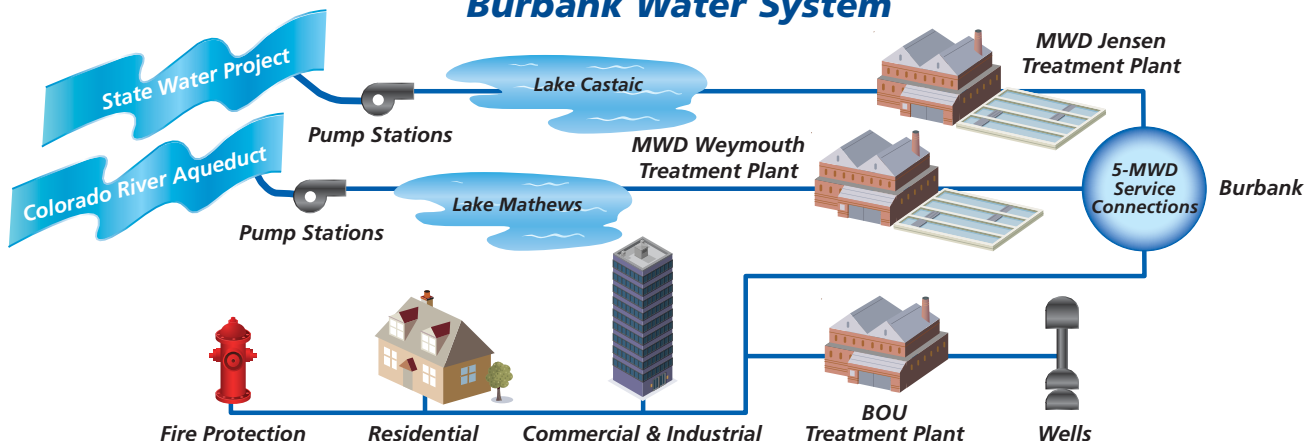 Burbank Water System
State Water Project
Pump Stations
Lake Castaic
MWD Jensen
Treatment Plant
Colorado River Aqueduct
Pump Stations
Lake Mathews
MWD Weymouth
Treatment Plant
5-MWD
Service
Connections
Burbank
Fire Protection
Residential
Commercial & Industrial
BOU
Treatment Plant
Wells